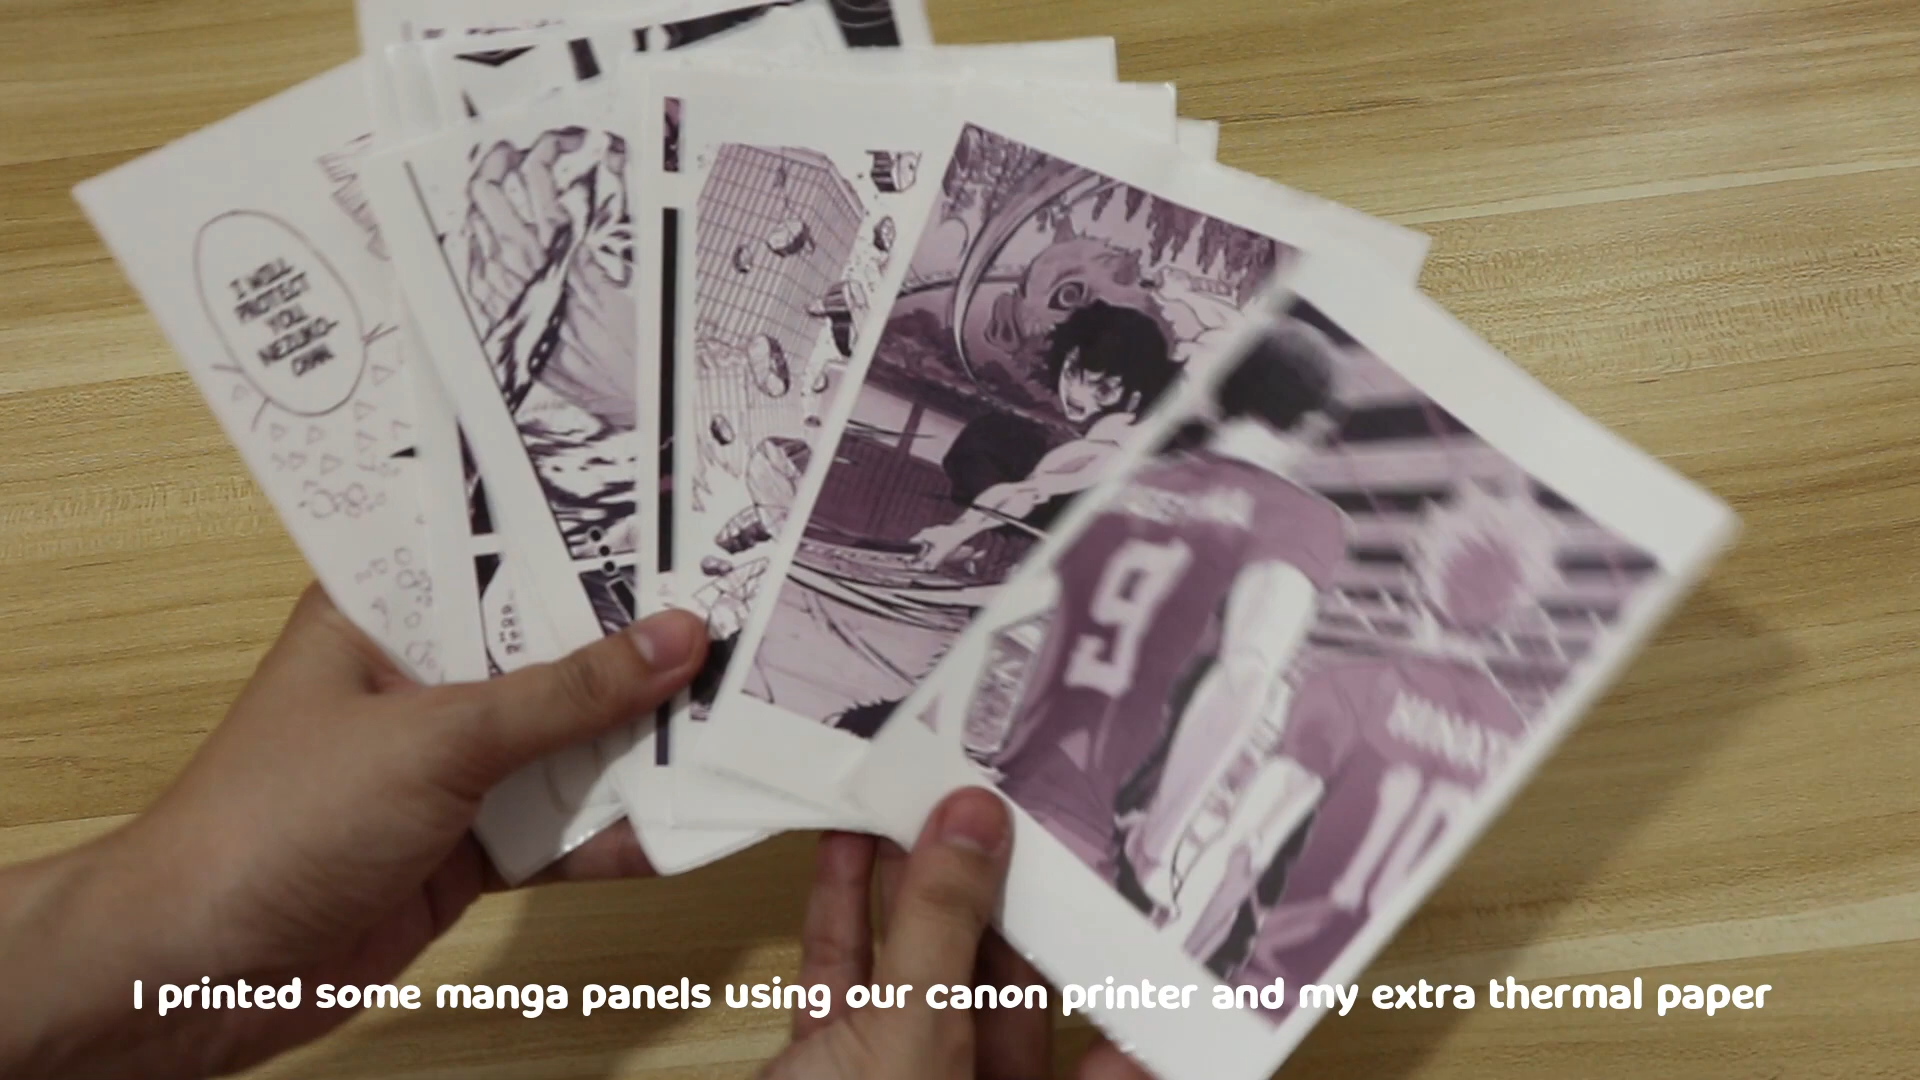 I WILL
PROTECT
YOU
NEZUKO-
CHAN
9
10
I printed some manga panels using our canon printer and my extra thermal paper